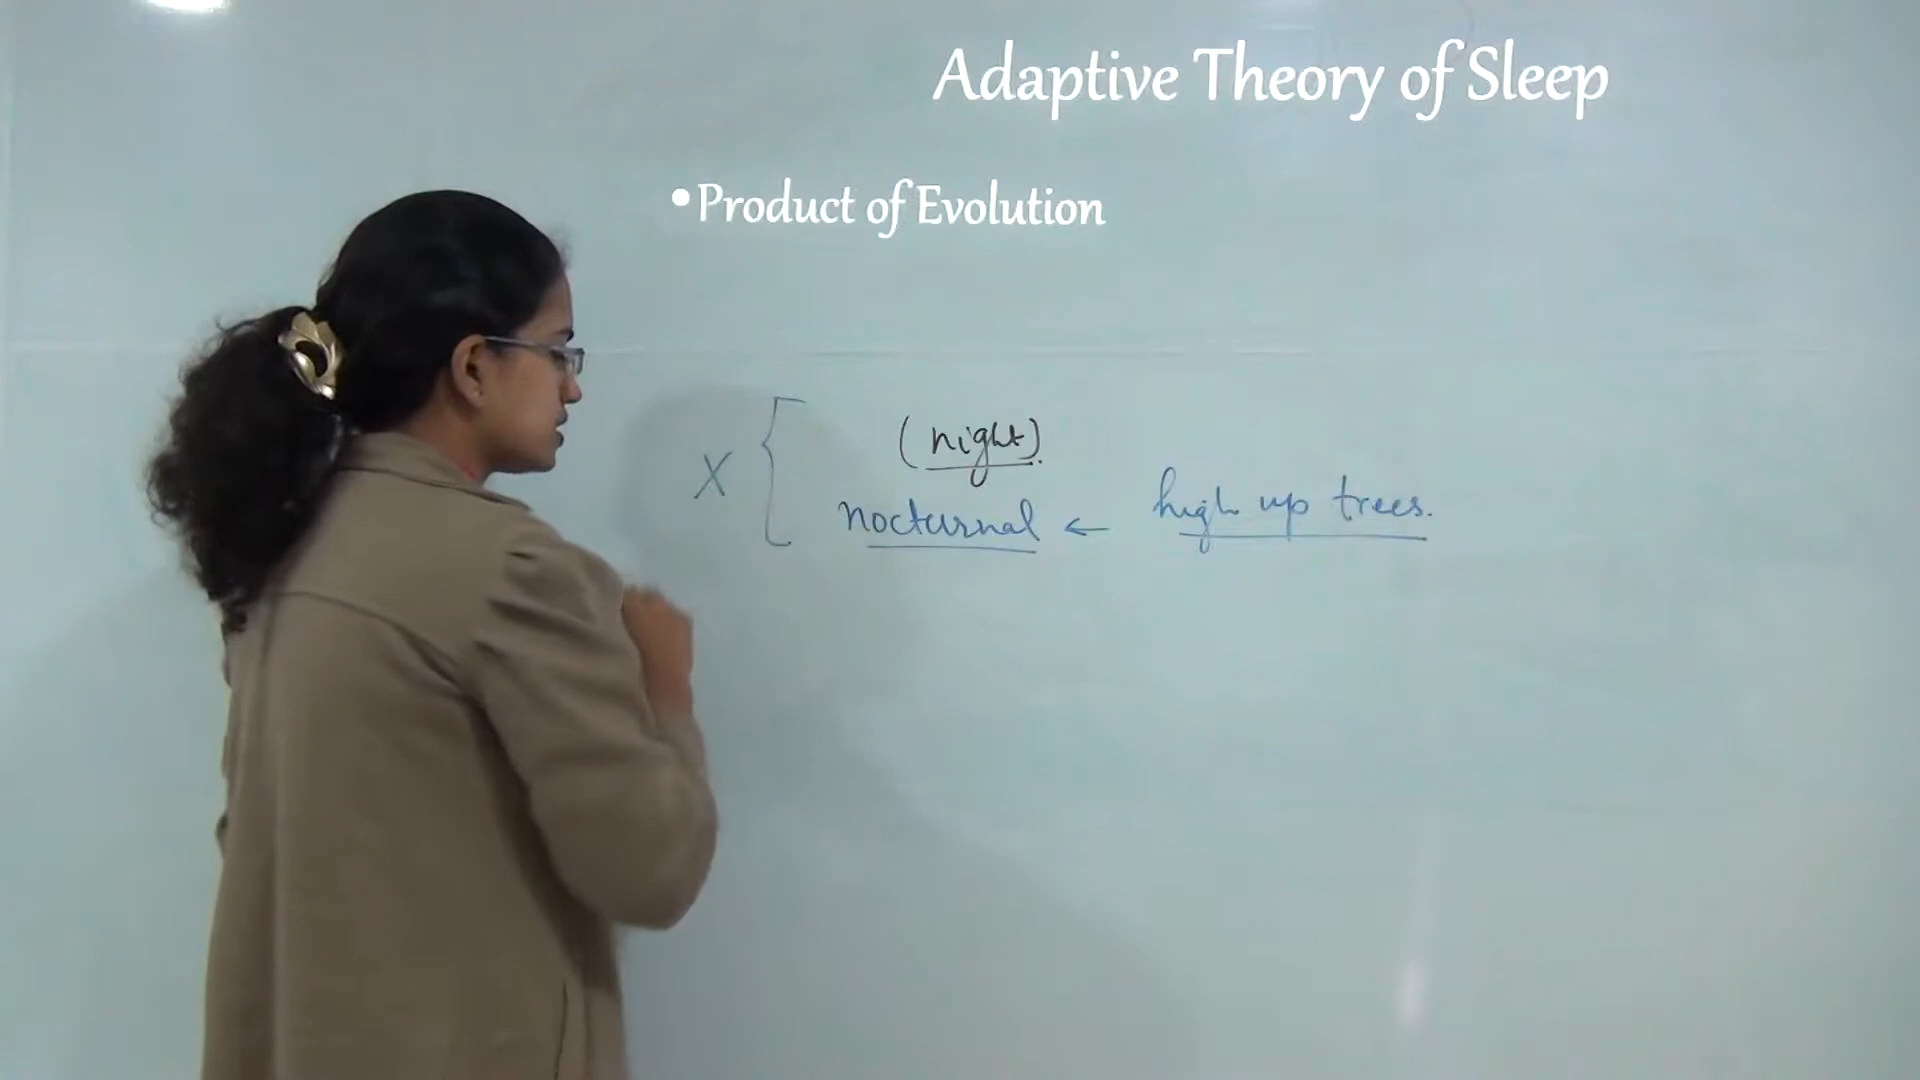 Adaptive Theory of Sleep
• Product of Evolution
(night).
X { nocturnal ← high up trees.